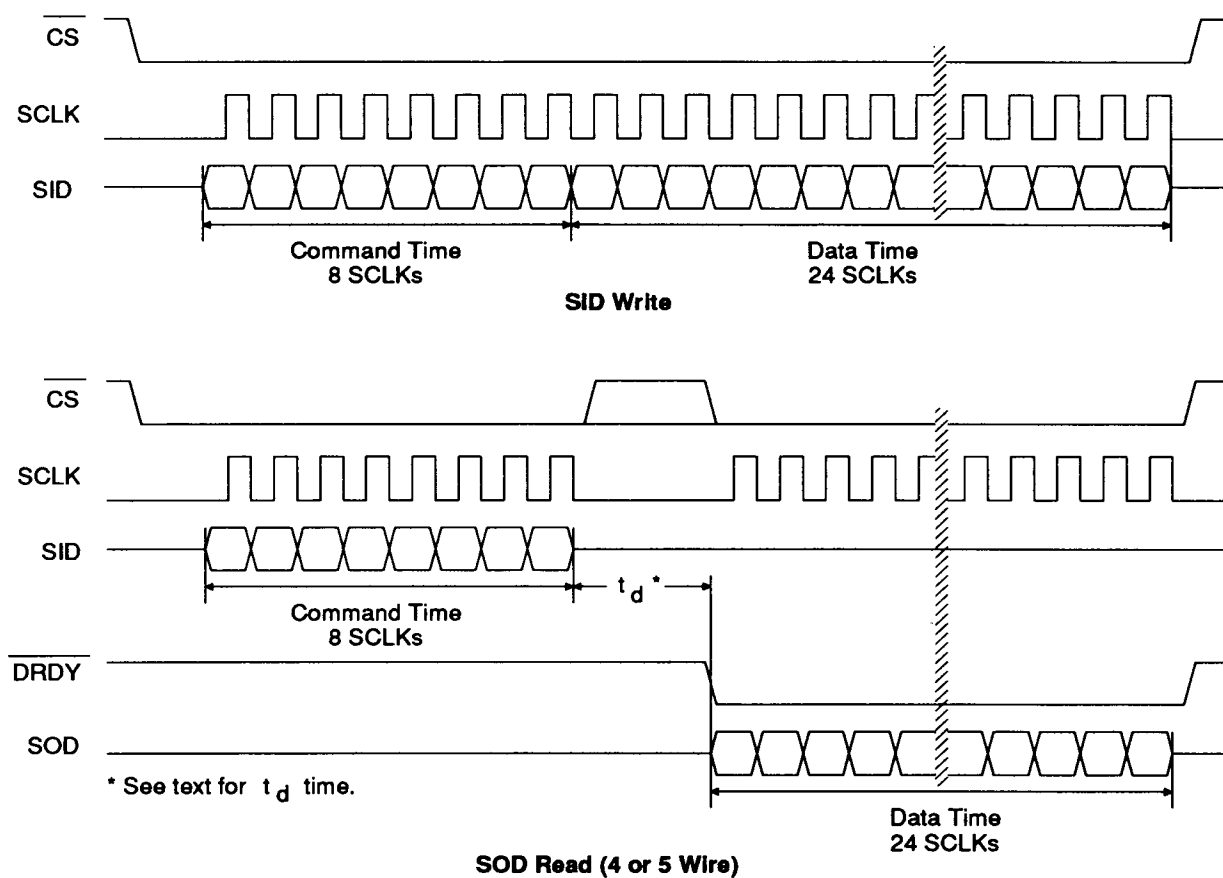 CS
SCLK
SID
Command Time
8 SCLKs
Data Time
24 SCLKs
SID Write
CS
SCLK
SID
t d *
Command Time
8 SCLKs
DRDY
SOD
* See text for t d time.
Data Time
24 SCLKs
SOD Read (4 or 5 Wire)